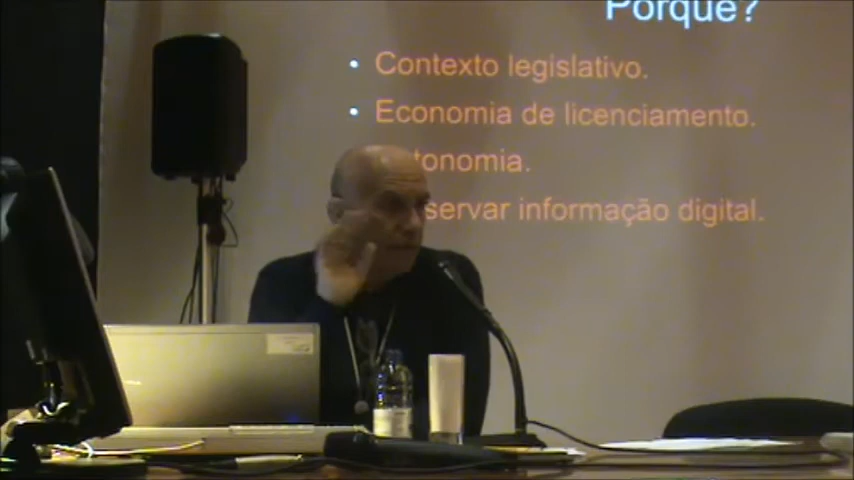 Porque?
• Contexto legislativo.
• Economia de licenciamento.
tonomia.
servar informação digital.